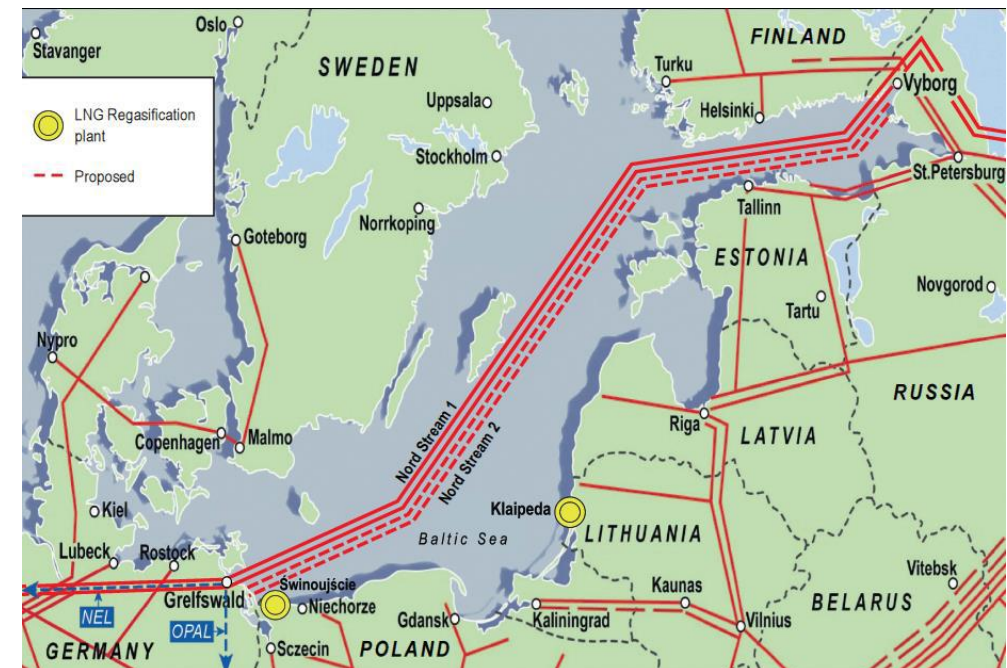 Oslo
Stavanger
SWEDEN
FINLAND
Turku
Vyborg
LNG Regasification
plant
Proposed
Uppsala
Helsinki
Stockholm
St.Petersburg
Tallinn
Norrkoping
Goteborg
ESTONIA
Novgorod
Tartu
Nypro
RUSSIA
Nord Stream 1
Nord Stream 2
Riga
LATVIA
Copenhagen
Malmo
Klaipeda
Kiel
Baltic Sea
LITHUANIA
Lubeck
Rostock
Vitebsk
Świnoujście
Kaunas
Grelfswald
Niechorze
BELARUS
NEL
Gdansk
Kaliningrad
Vilnius
OPAL
GERMANY
Sczecin
POLAND